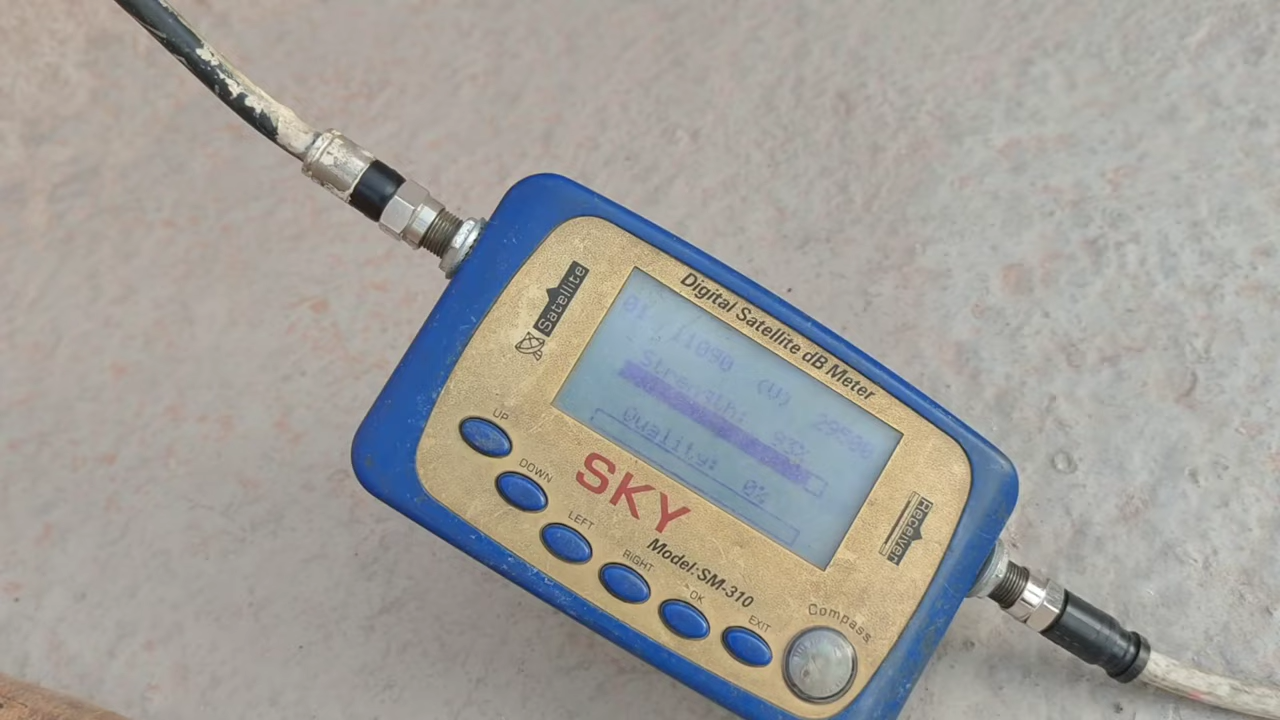 Digital Satellite dB Meter
Satellite
01 11090 (V) 29500
Strength: 93%
Quality: 0%
Receiver
SKY
Model:SM-310
UP
DOWN
LEFT
RIGHT
OK
EXIT
Compass